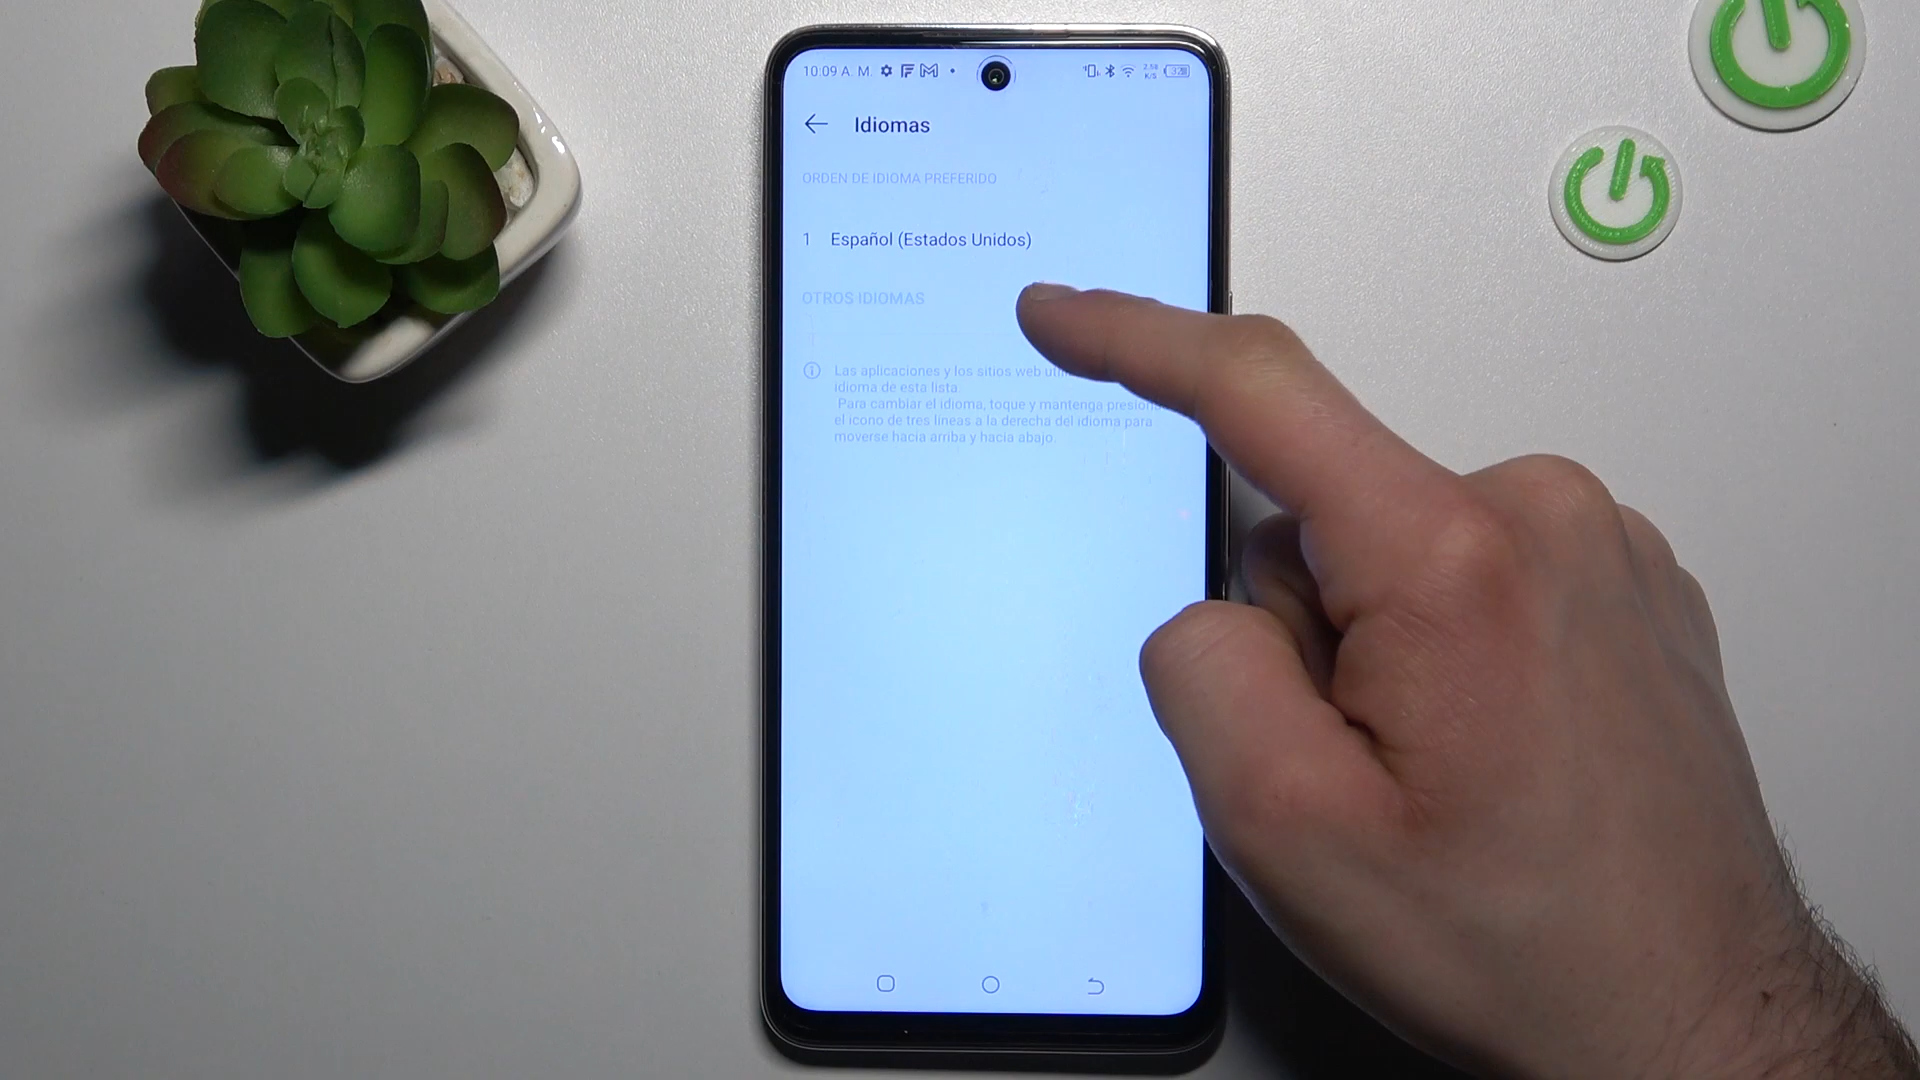 10:09 A. M.
Idiomas
ORDEN DE IDIOMA PREFERIDO
1 Español (Estados Unidos)
OTROS IDIOMAS
Las aplicaciones y los sitios web
idioma de esta lista.
Para cambiar el idioma, toque y mantenga
el icono de tres líneas a la derecha del idioma para
moverse hacia arriba y hacia abajo.